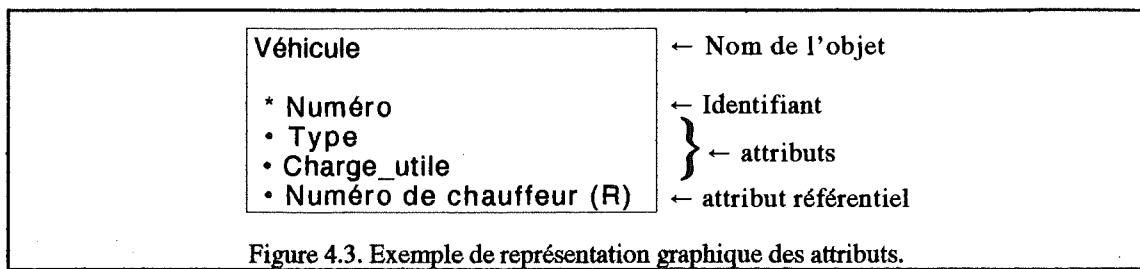 Véhicule ← Nom de l'objet
* Numéro ← Identifiant
• Type
• Charge_utile } ← attributs
• Numéro de chauffeur (R) ← attribut référentiel
Figure 4.3. Exemple de représentation graphique des attributs.